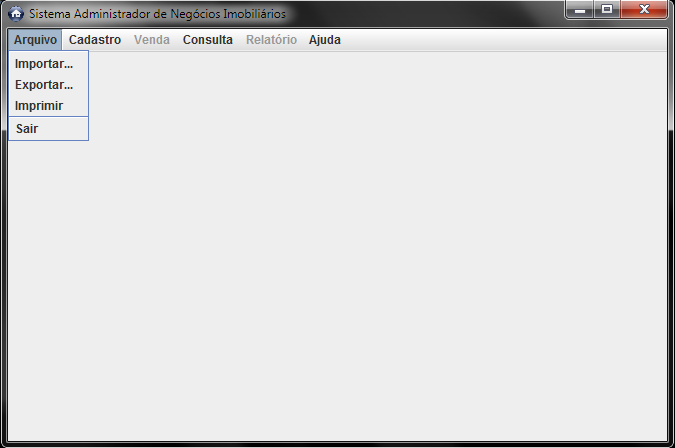 Sistema Administrador de Negócios Imobiliários
Arquivo Cadastro Venda Consulta Relatório Ajuda
Importar...
Exportar...
Imprimir
Sair